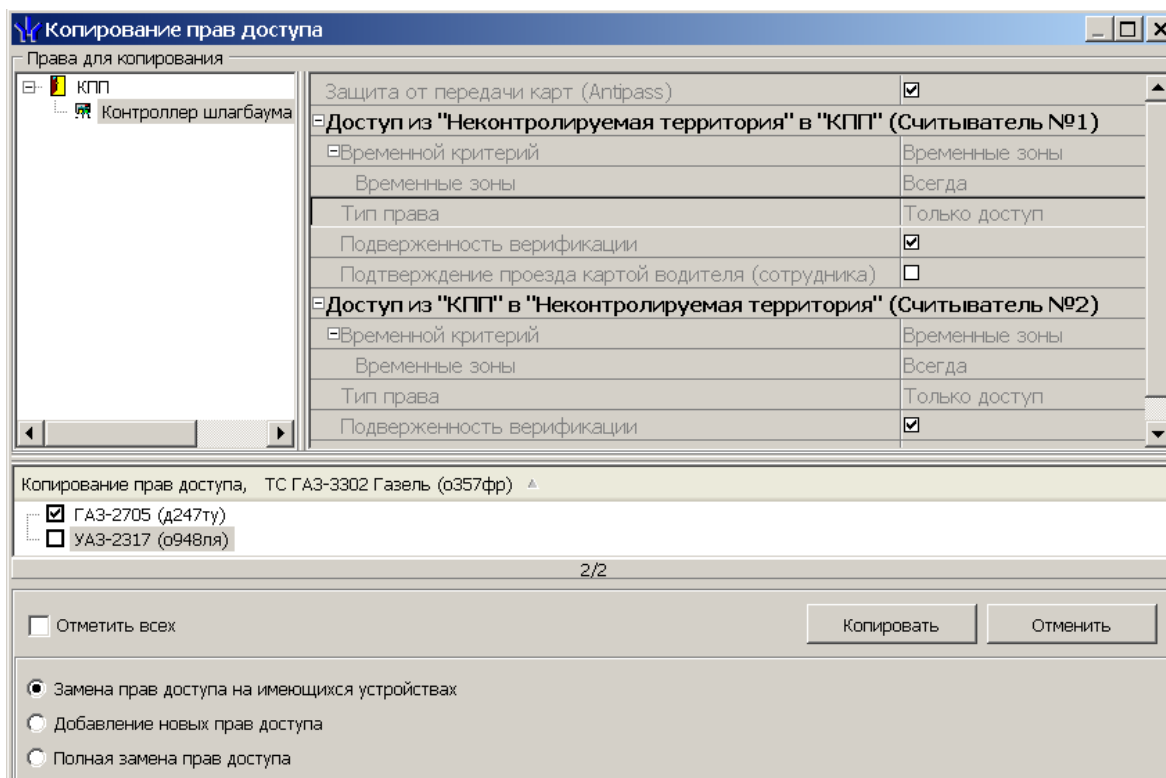 Копирование прав доступа
Права для копирования
КПП
Контроллер шлагбаума
Защита от передачи карт (Antipass)
Доступ из "Неконтролируемая территория" в "КПП" (Считыватель №1)
Временной критерий Временные зоны
Временные зоны Всегда
Тип права Только доступ
Подверженность верификации
Подтверждение проезда картой водителя (сотрудника)
Доступ из "КПП" в "Неконтролируемая территория" (Считыватель №2)
Временной критерий Временные зоны
Временные зоны Всегда
Тип права Только доступ
Подверженность верификации
Копирование прав доступа, ТС ГАЗ-3302 Газель (о357фр)
ГАЗ-2705 (д247ту)
УАЗ-2317 (о948ля)
2/2
Отметить всех Копировать Отменить
Замена прав доступа на имеющихся устройствах
Добавление новых прав доступа
Полная замена прав доступа